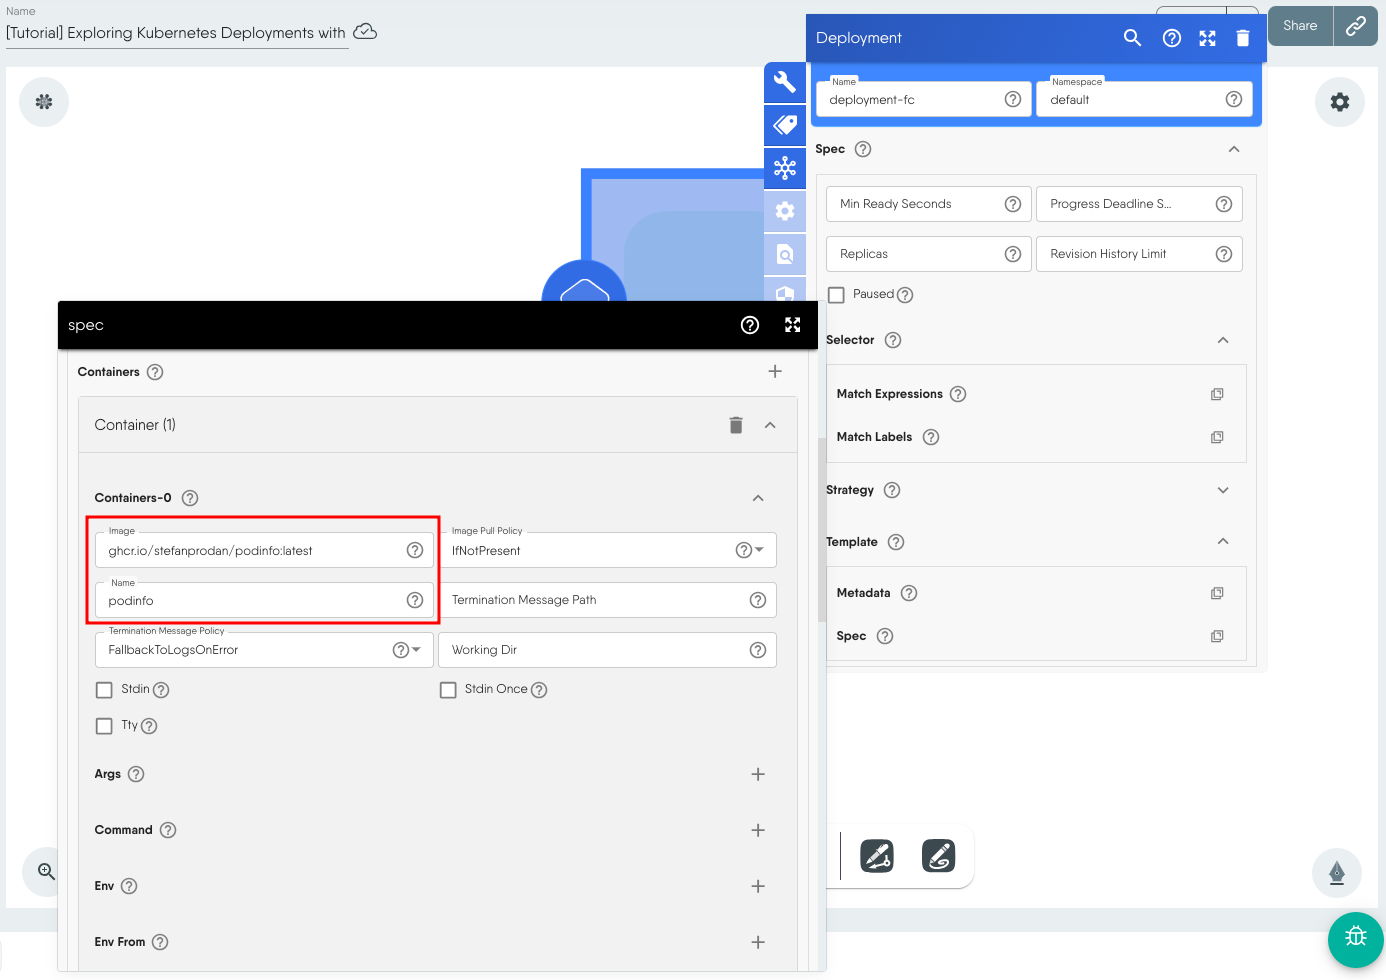 Name
[Tutorial] Exploring Kubernetes Deployments with
Share
Deployment
Name
deployment-fc
Namespace
default
Spec
Min Ready Seconds
Progress Deadline S...
Replicas
Revision History Limit
Paused
Selector
Match Expressions
Match Labels
Strategy
Template
Metadata
Spec
spec
Containers
Container (1)
Containers-0
Image
ghcr.io/stefanprodan/podinfo:latest
Image Pull Policy
IfNotPresent
Name
podinfo
Termination Message Path
Termination Message Policy
FallbackToLogsOnError
Working Dir
Stdin
Stdin Once
Tty
Args
Command
Env
Env From